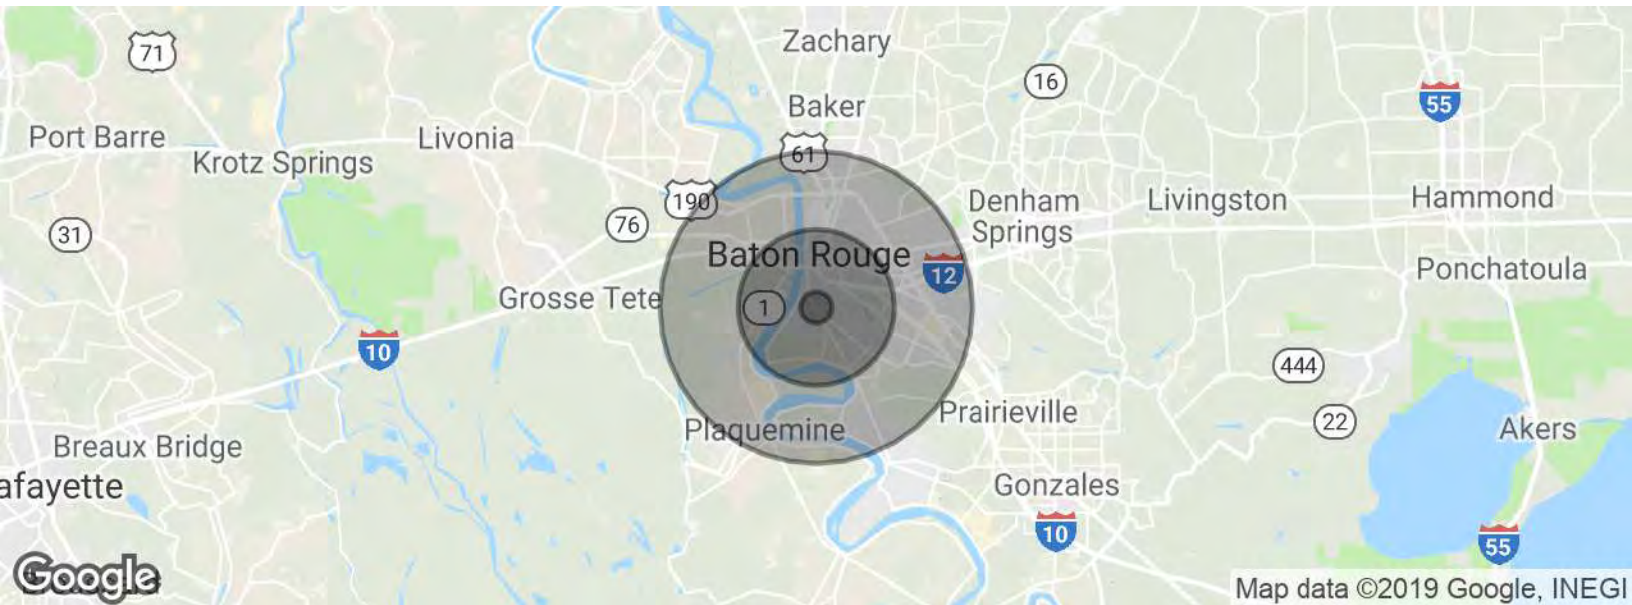 Zachary
71
16
55
Baker
Port Barre
Livonia
Krotz Springs
61
190
Denham
Springs
Livingston
Hammond
31
76
Baton Rouge
12
Ponchatoula
Grosse Tete
1
10
444
Prairieville
22
Plaquemine
Akers
Breaux Bridge
afayette
Gonzales
10
55
Google
Map data ©2019 Google, INEGI